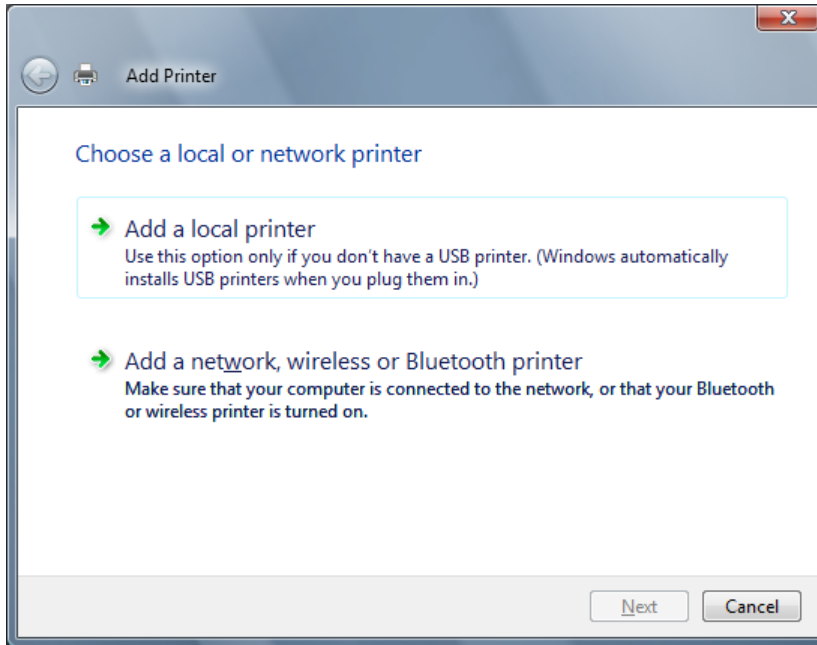 Add Printer
Choose a local or network printer
Add a local printer
Use this option only if you don't have a USB printer. (Windows automatically
installs USB printers when you plug them in.)
Add a network, wireless or Bluetooth printer
Make sure that your computer is connected to the network, or that your Bluetooth
or wireless printer is turned on.
Next
Cancel